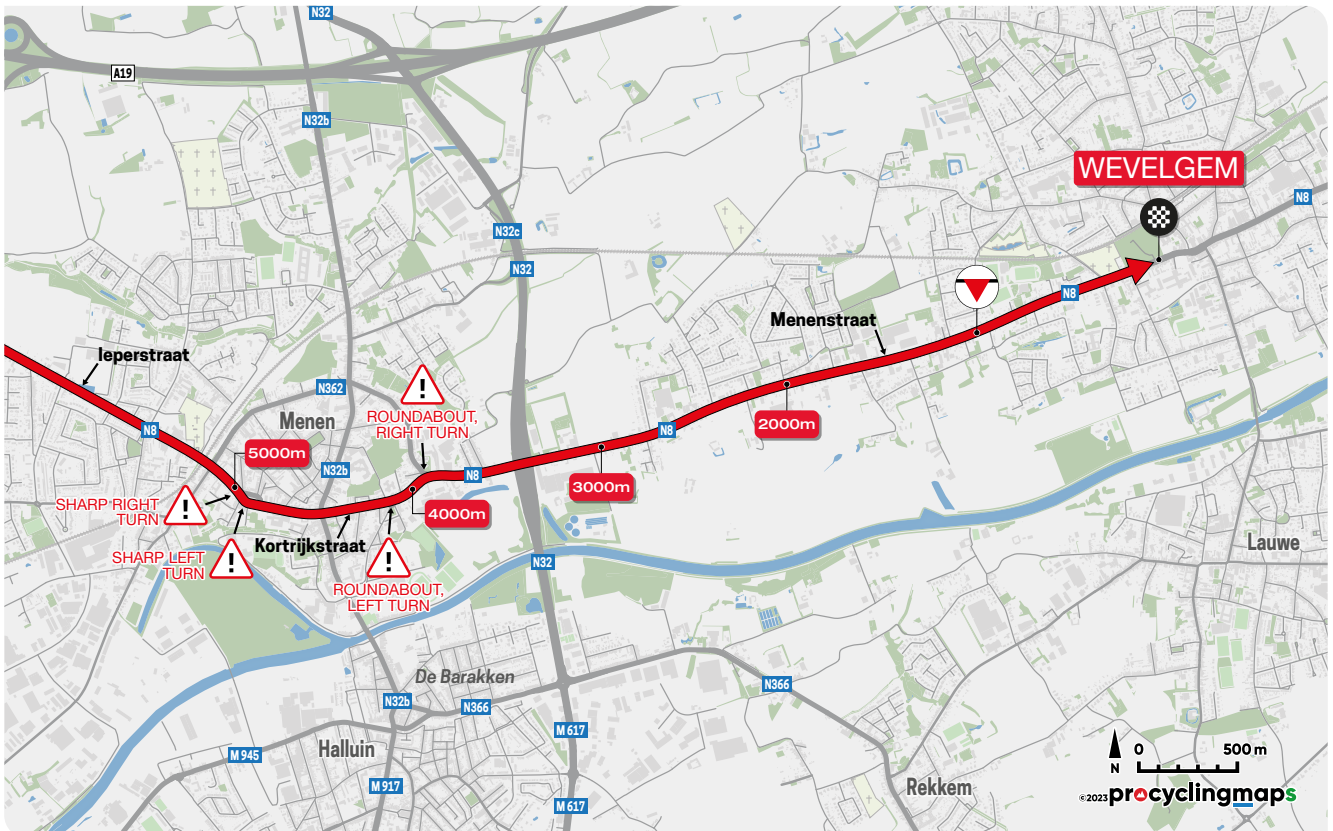 N32
A19
N32b
WEVELGEM
N8
N32c
N32
N8
Menenstraat
Ieperstraat
N362
ROUNDABOUT,
RIGHT TURN
Menen
2000m
N8
N8
5000m
N32b
N8
3000m
SHARP RIGHT
TURN
4000m
Kortrijkstraat
SHARP LEFT
TURN
N32
Lauwe
ROUNDABOUT,
LEFT TURN
De Barakken
N366
N32b
N366
M 617
Halluin
M 945
0 500 m
N
M 917
Rekkem
©2023 procyclingmaps
M 617